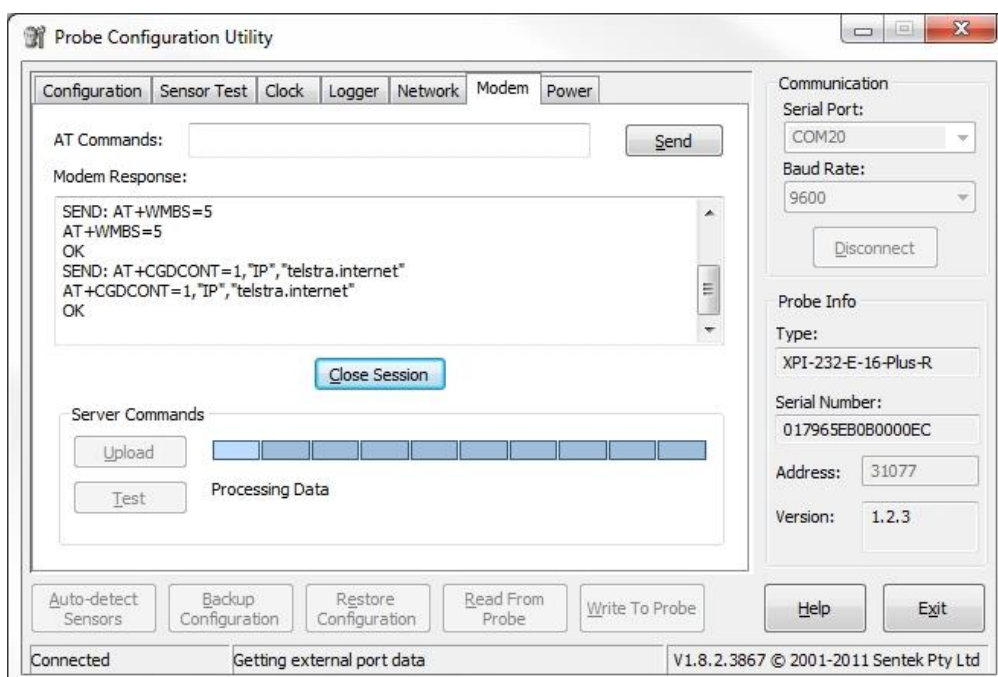 Probe Configuration Utility
Configuration Sensor Test Clock Logger Network Modem Power
AT Commands:
Send
Modem Response:
SEND: AT+WMBS=5
AT+WMBS=5
OK
SEND: AT+CGDCONT=1,"IP","telstra.internet"
AT+CGDCONT=1,"IP","telstra.internet"
OK
Close Session
Server Commands
Upload
Test
Processing Data
Communication
Serial Port:
COM20
Baud Rate:
9600
Disconnect
Probe Info
Type:
XPI-232-E-16-Plus-R
Serial Number:
017965EB0B0000EC
Address: 31077
Version: 1.2.3
Auto-detect
Sensors
Backup
Configuration
Restore
Configuration
Read From
Probe
Write To Probe
Help
Exit
Connected
Getting external port data
V1.8.2.3867 © 2001-2011 Sentek Pty Ltd